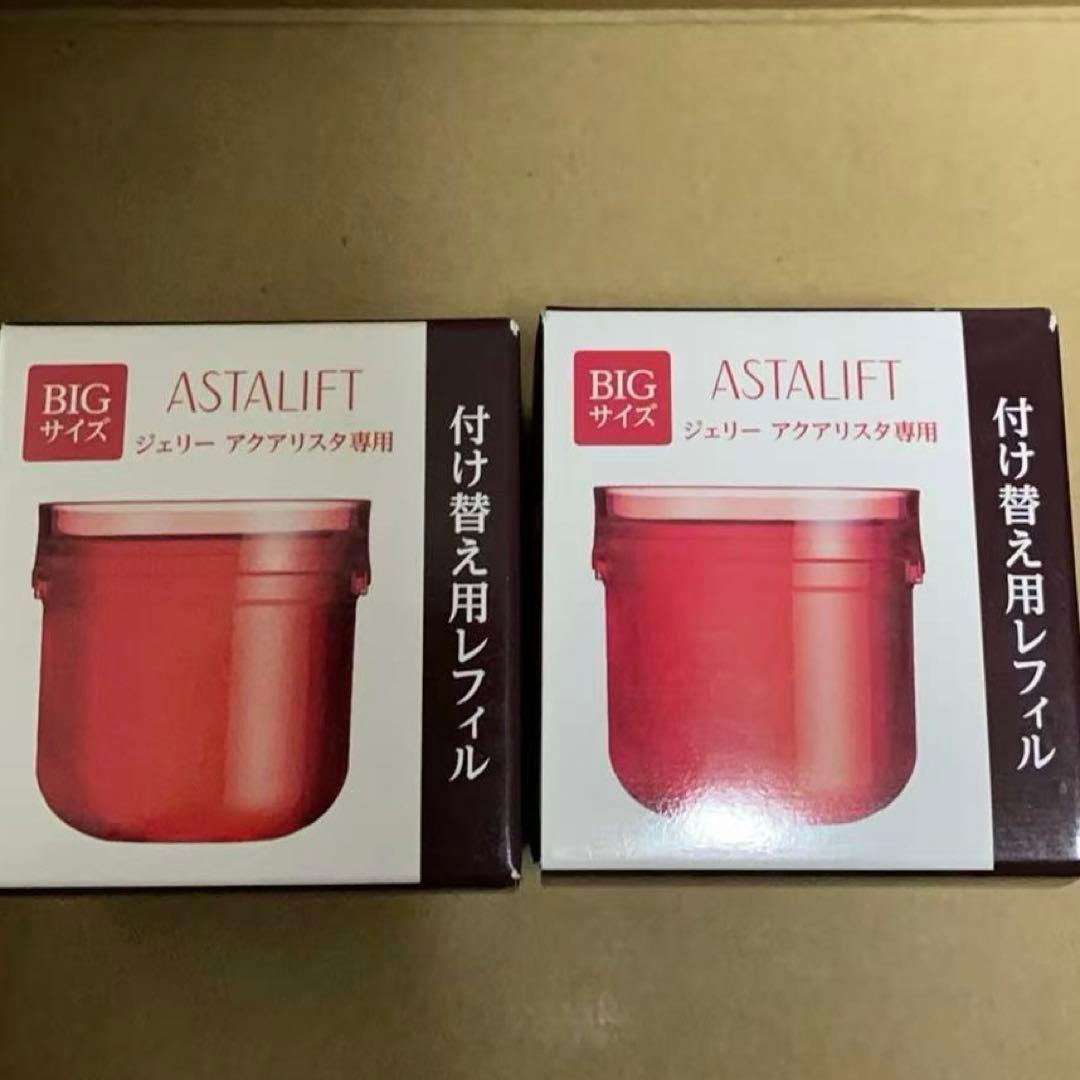 BIG
サイズ
ASTALIFT
ジェリー アクアリスタ専用
付け替え用レフィル
BIG
サイズ
ASTALIFT
ジェリー アクアリスタ専用
付け替え用レフィル